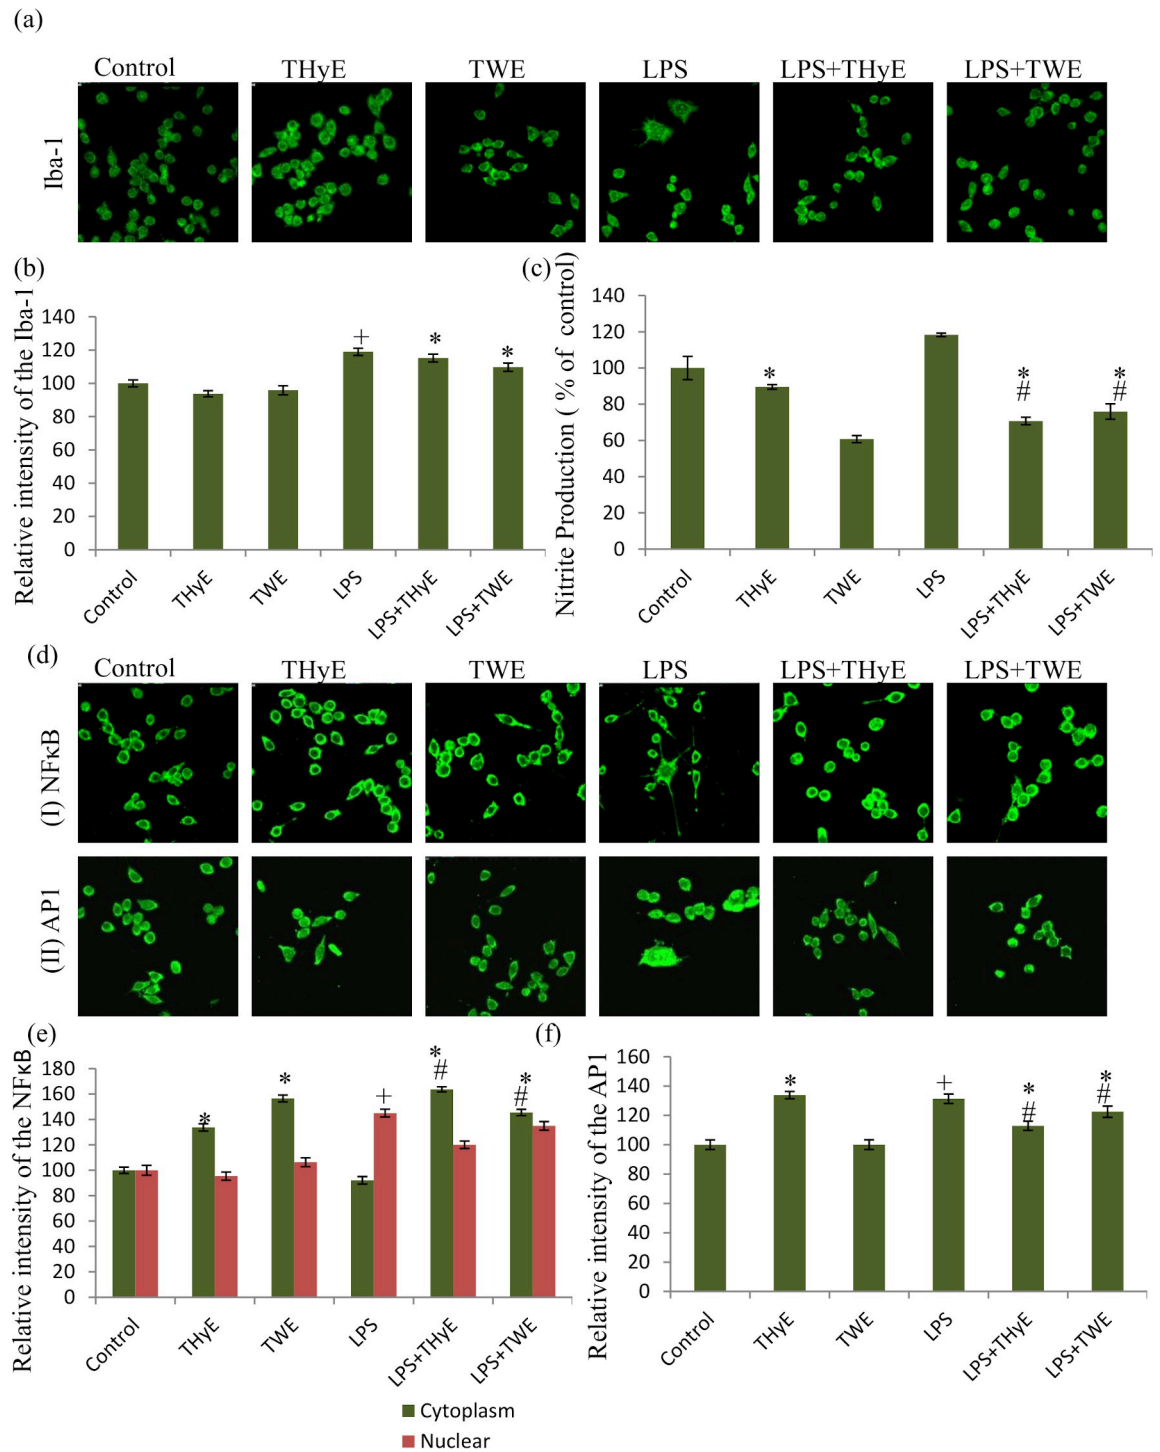 (a)
Control THyE TWE LPS LPS+THyE LPS+TWE
Iba-1
(b)
Relative intensity of the Iba-1
140
120
100
80
60
40
20
0
+
*
*
Control THyE TWE LPS LPS+THyE LPS+TWE
(c)
Nitrite Production ( % of control)
140
120
100
80
60
40
20
0
*
*
#
*
#
Control THyE TWE LPS LPS+THyE LPS+TWE
(d)
Control THyE TWE LPS LPS+THyE LPS+TWE
(I) NFκB
(II) AP1
(e)
Relative intensity of the NFκB
180
160
140
120
100
80
60
40
20
0
*
*
+
*
#
*
#
Control THyE TWE LPS LPS+THyE LPS+TWE
Cytoplasm
Nuclear
(f)
Relative intensity of the AP1
160
140
120
100
80
60
40
20
0
*
+
*
#
*
#
Control THyE TWE LPS LPS+THyE LPS+TWE